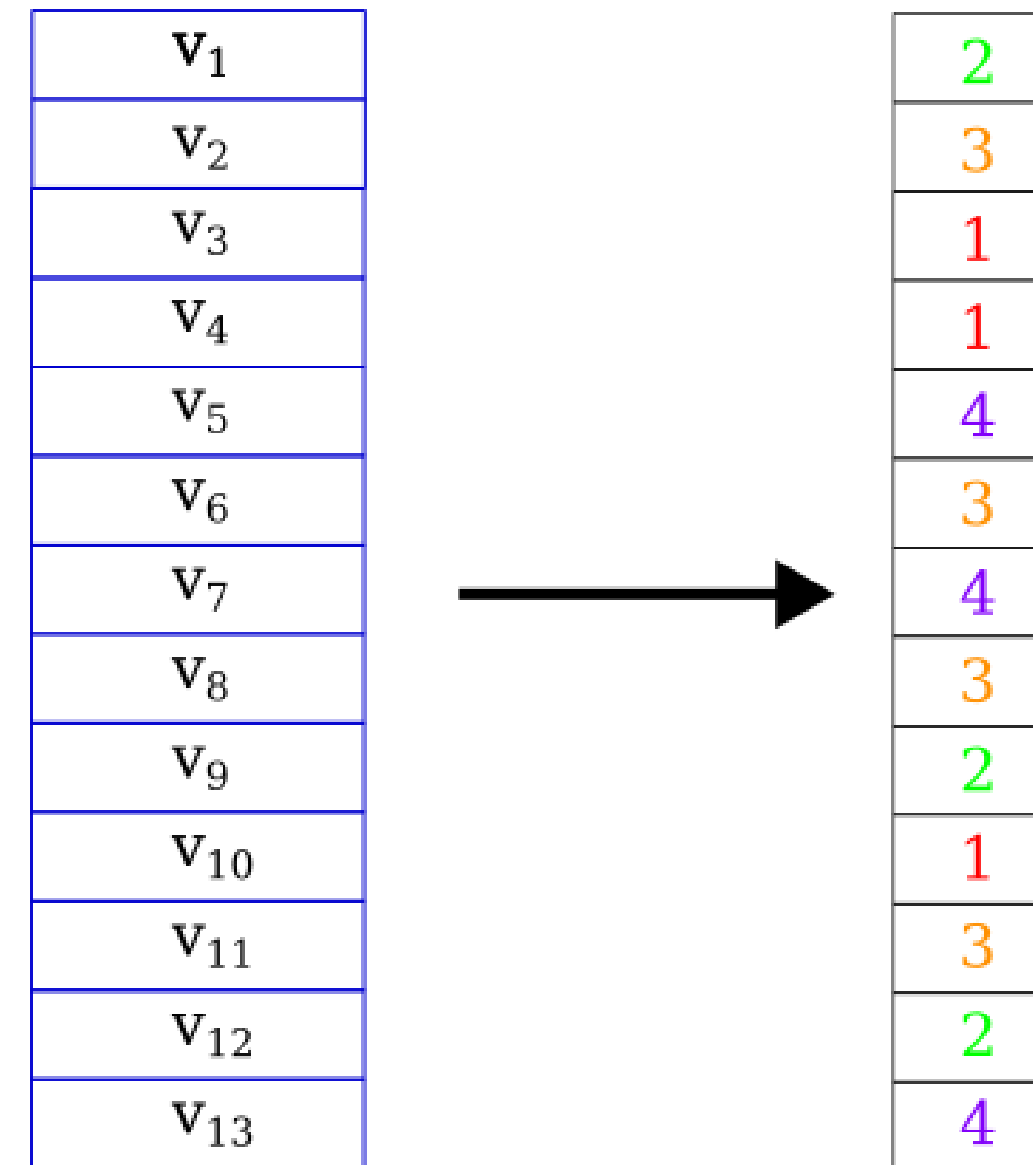 v₁ 2
v₂ 3
v₃ 1
v₄ 1
v₅ 4
v₆ 3
v₇ 4
v₈ 3
v₉ 2
v₁₀ 1
v₁₁ 3
v₁₂ 2
v₁₃ 4